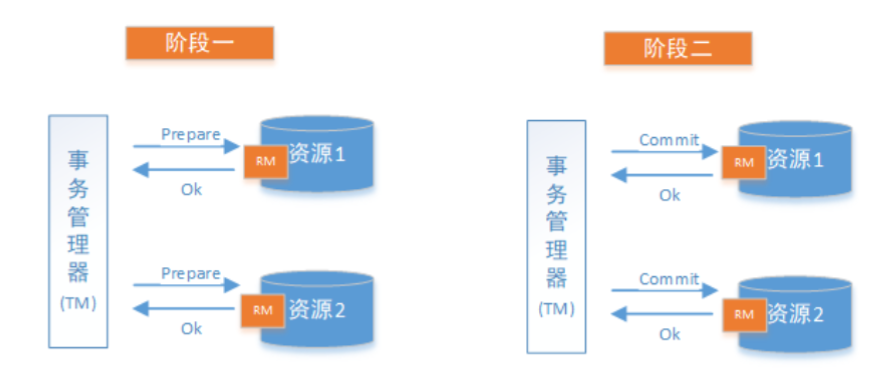 阶段一
事务管理器
(TM)
Prepare
Ok
RM
资源1
Prepare
Ok
RM
资源2
阶段二
事务管理器
(TM)
Commit
Ok
RM
资源1
Commit
Ok
RM
资源2